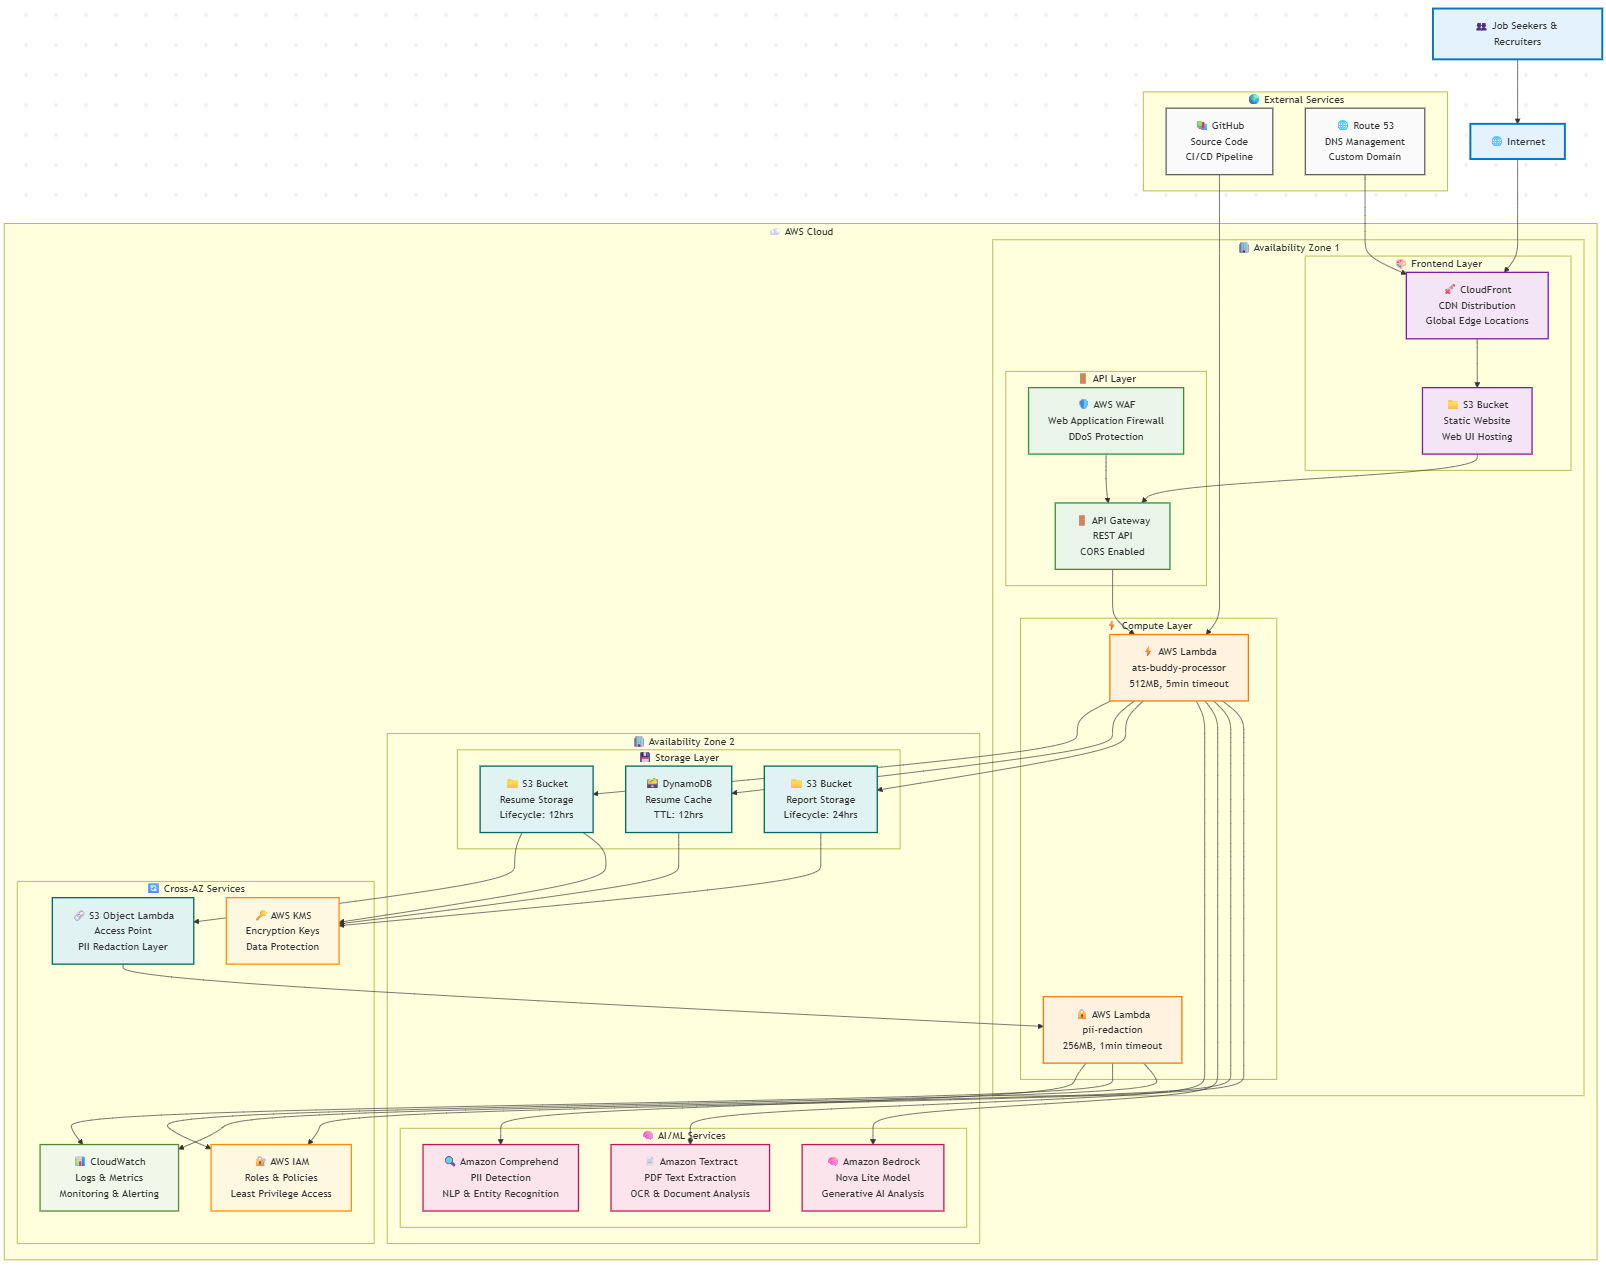 Job Seekers &
Recruiters
External Services
GitHub
Source Code
CI/CD Pipeline
Route 53
DNS Management
Custom Domain
Internet
AWS Cloud
Availability Zone 1
Frontend Layer
CloudFront
CDN Distribution
Global Edge Locations
S3 Bucket
Static Website
Web UI Hosting
API Layer
AWS WAF
Web Application Firewall
DDoS Protection
API Gateway
REST API
CORS Enabled
Compute Layer
AWS Lambda
ats-buddy-processor
512MB, 5min timeout
Availability Zone 2
Storage Layer
S3 Bucket
Resume Storage
Lifecycle: 12hrs
DynamoDB
Resume Cache
TTL: 12hrs
S3 Bucket
Report Storage
Lifecycle: 24hrs
Cross-AZ Services
S3 Object Lambda
Access Point
PII Redaction Layer
AWS KMS
Encryption Keys
Data Protection
AWS Lambda
pii-redaction
256MB, 1min timeout
CloudWatch
Logs & Metrics
Monitoring & Alerting
AWS IAM
Roles & Policies
Least Privilege Access
AI/ML Services
Amazon Comprehend
PII Detection
NLP & Entity Recognition
Amazon Textract
PDF Text Extraction
OCR & Document Analysis
Amazon Bedrock
Nova Lite Model
Generative AI Analysis